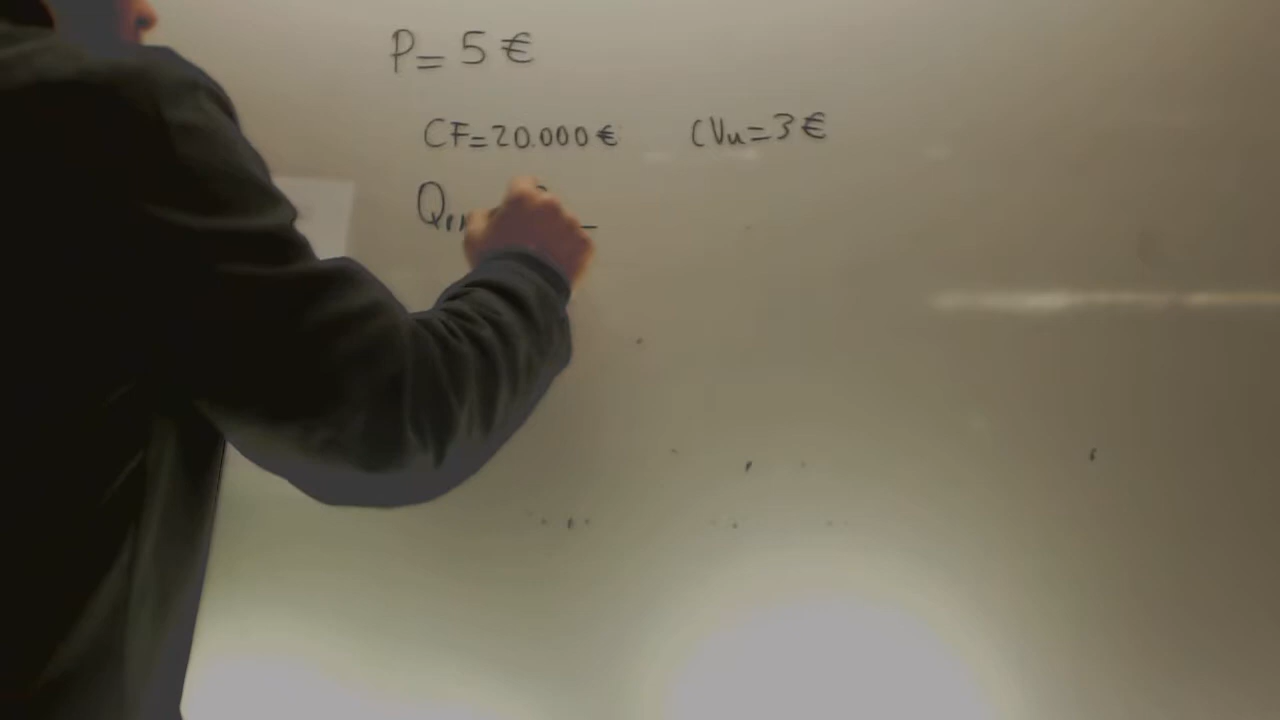 P = 5 €
CF = 20.000 € CVu = 3 €
Q